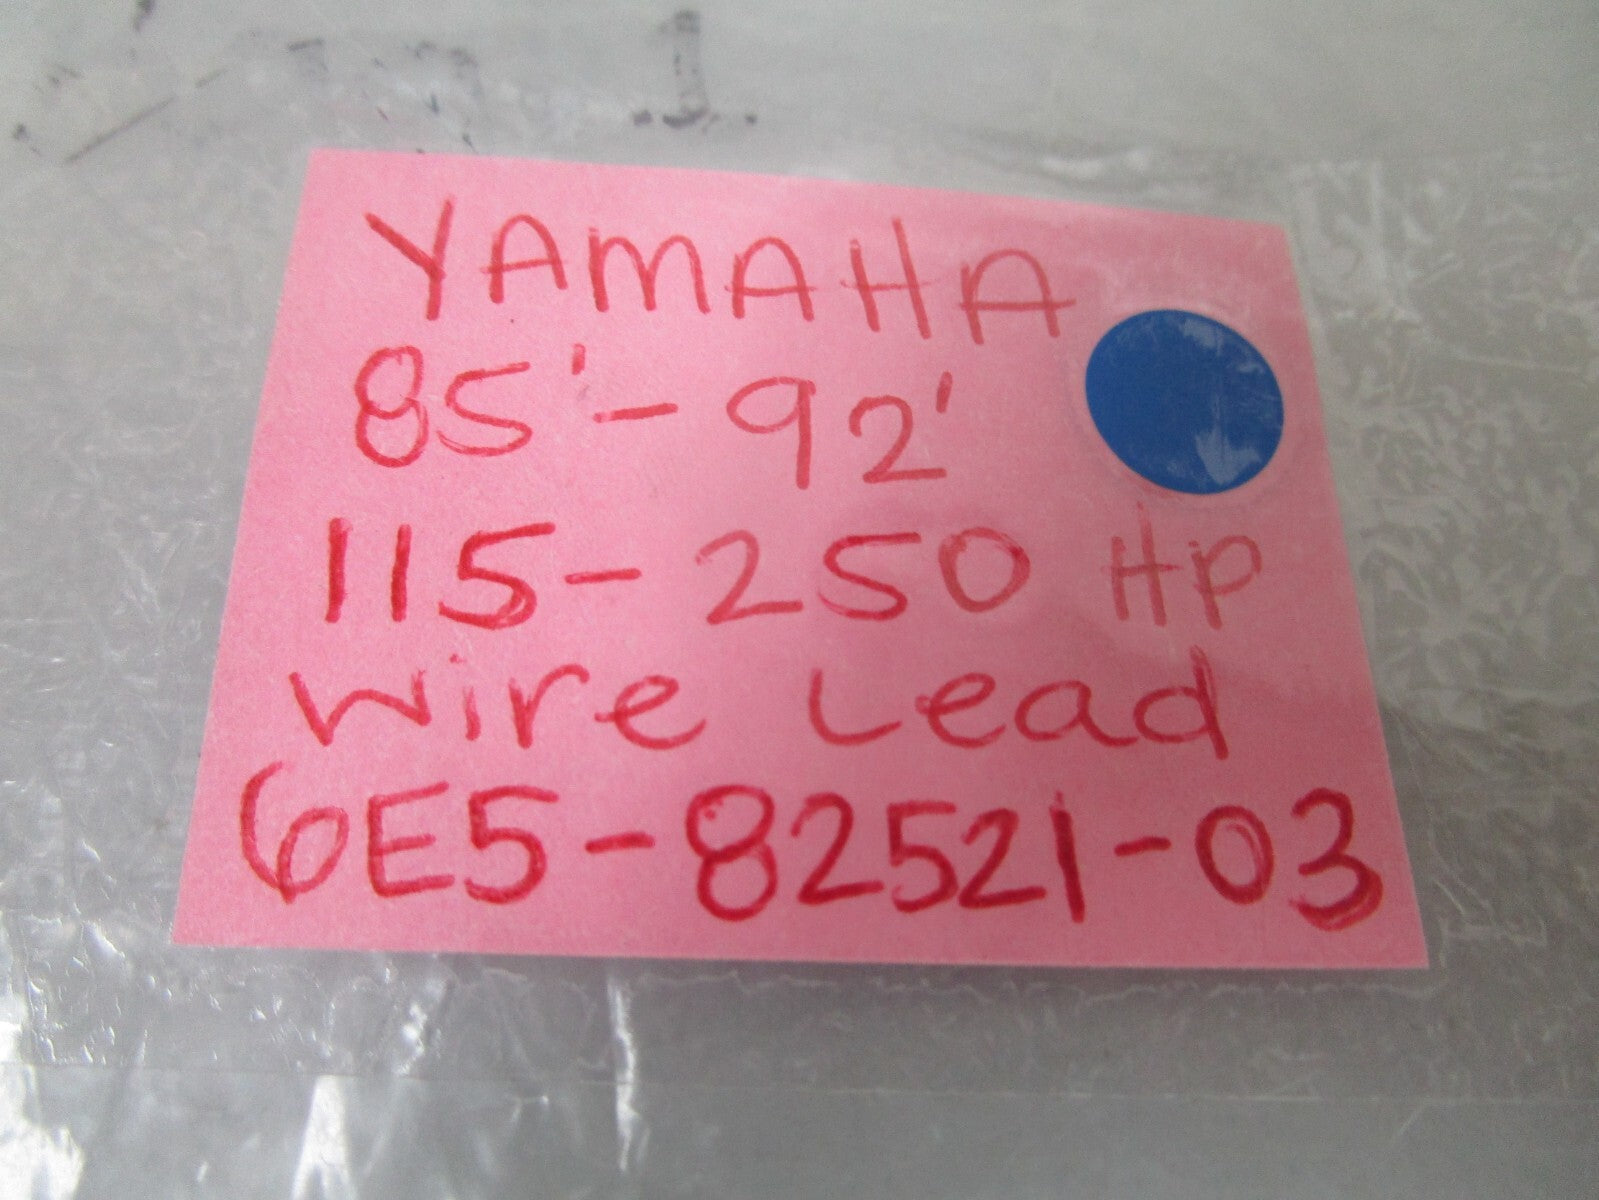 YAMAHA
85'-92'
115-250 HP
Wire Lead
6E5-82521-03